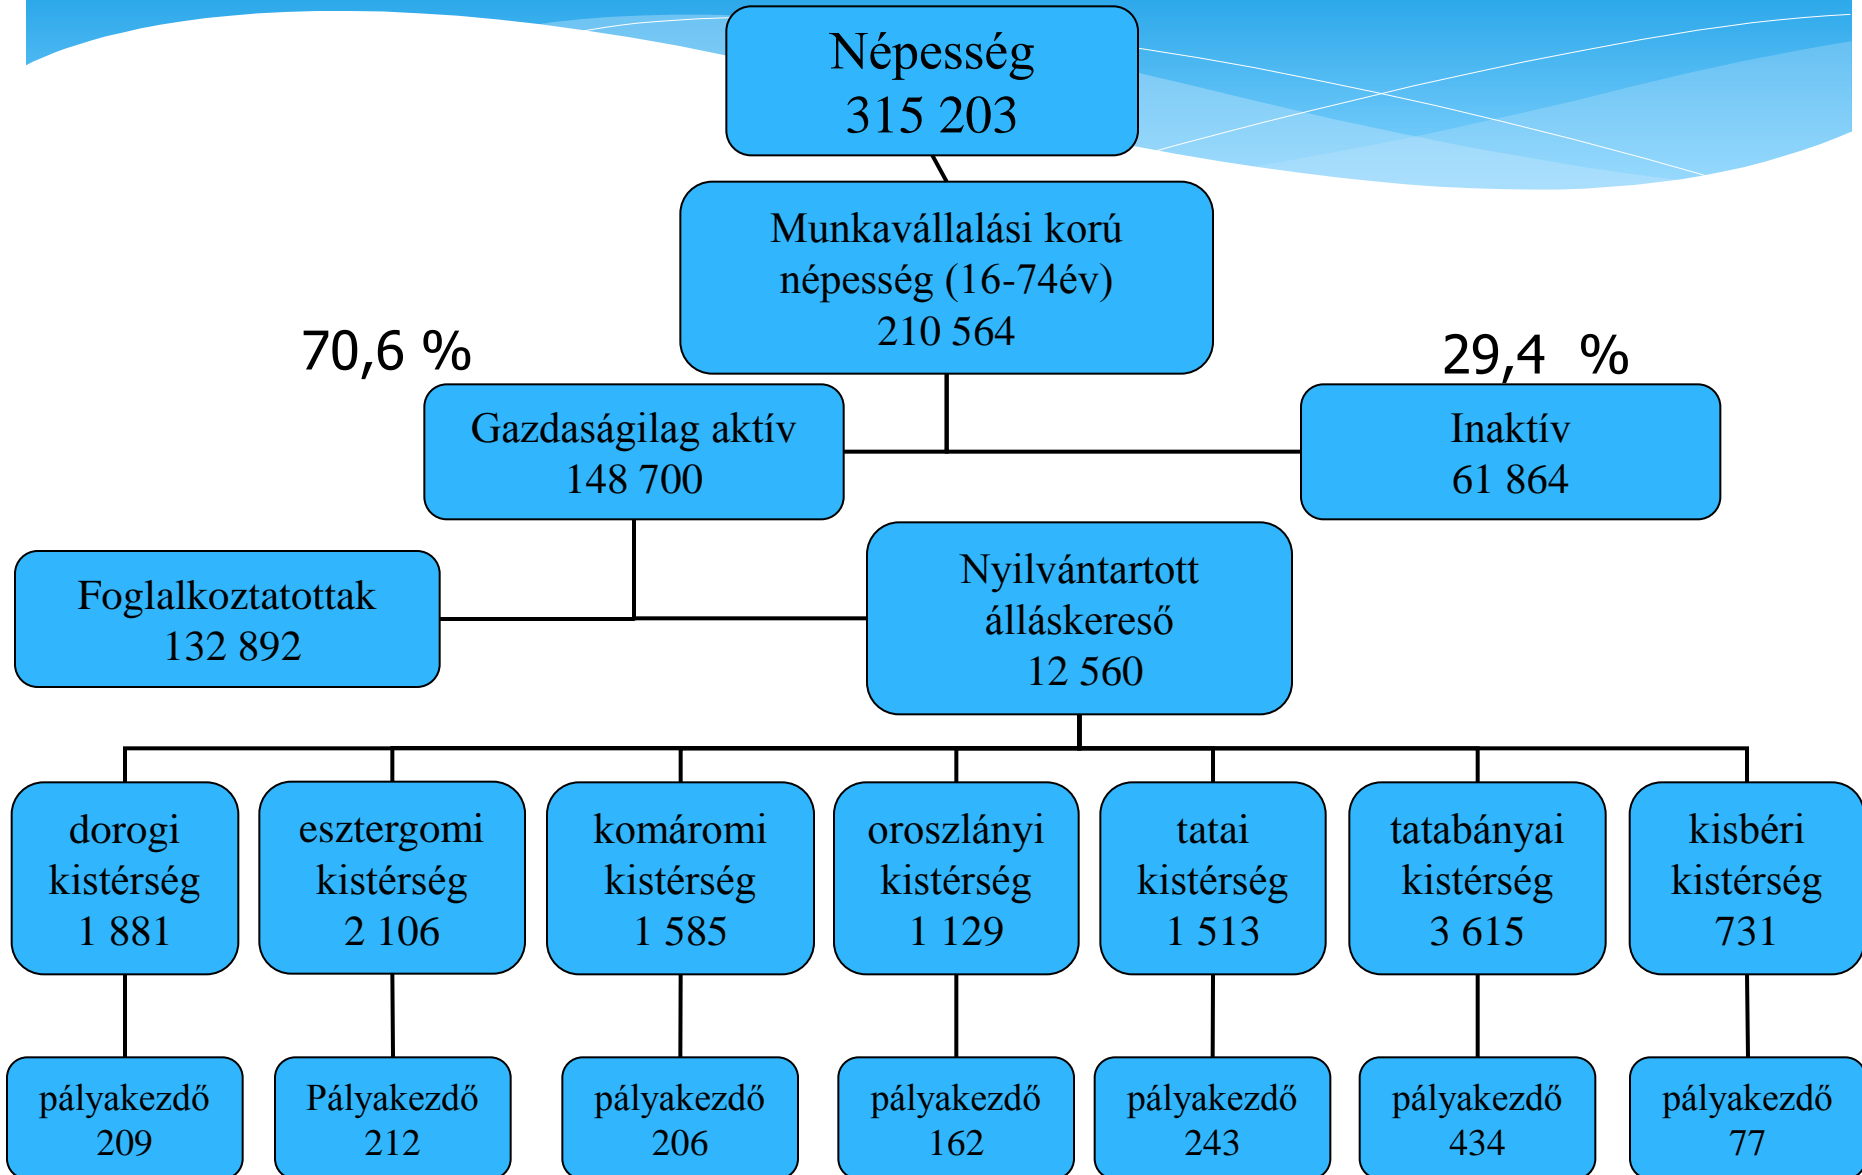 Népesség
315 203
Munkavállalási korú
népesség (16-74év)
210 564
70,6 %
29,4 %
Gazdaságilag aktív
148 700
Inaktív
61 864
Foglalkoztatottak
132 892
Nyilvántartott
álláskereső
12 560
dorogi
kistérség
1 881
esztergomi
kistérség
2 106
komáromi
kistérség
1 585
oroszlányi
kistérség
1 129
tatai
kistérség
1 513
tatabányai
kistérség
3 615
kisbéri
kistérség
731
pályakezdő
209
Pályakezdő
212
pályakezdő
206
pályakezdő
162
pályakezdő
243
pályakezdő
434
pályakezdő
77